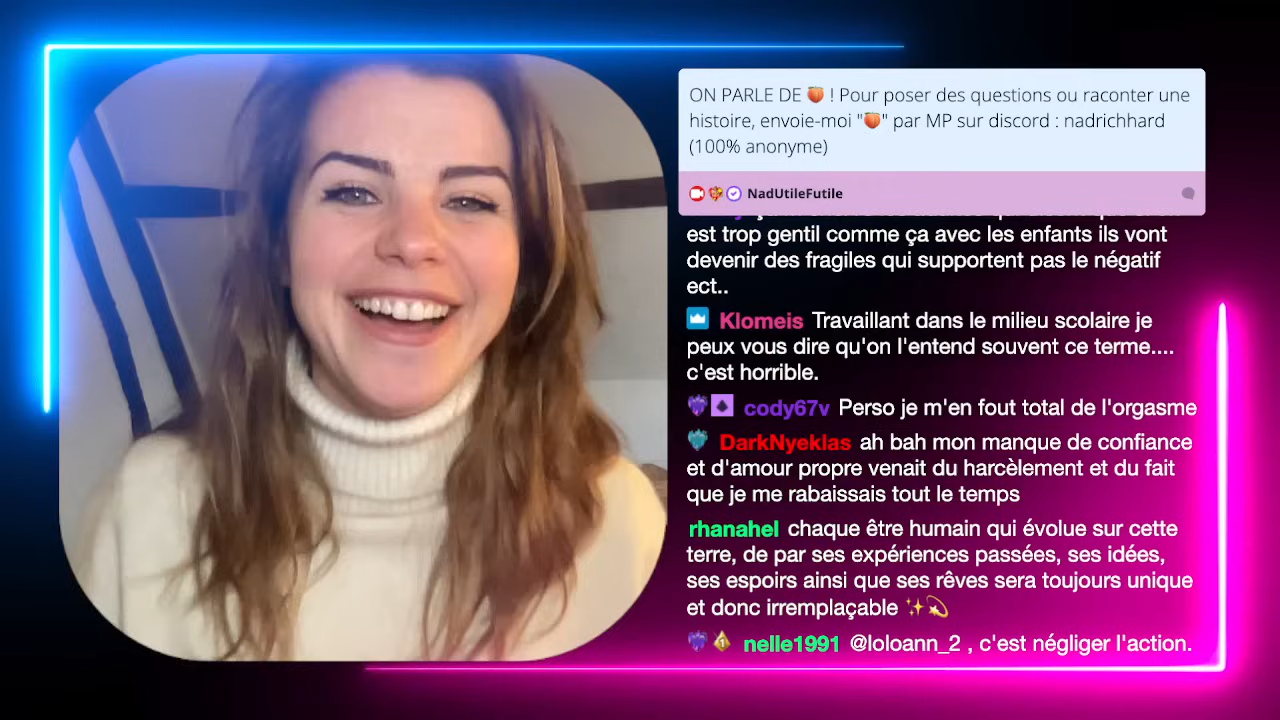 ON PARLE DE 🍑 ! Pour poser des questions ou raconter une
histoire, envoie-moi "🍑" par MP sur discord : nadrichhard
(100% anonyme)
NadUtileFutile
est trop gentil comme ça avec les enfants ils vont
devenir des fragiles qui supportent pas le négatif
ect..
Klomeis Travaillant dans le milieu scolaire je
peux vous dire qu'on l'entend souvent ce terme....
c'est horrible.
cody67v Perso je m'en fout total de l'orgasme
DarkNyeklas ah bah mon manque de confiance
et d'amour propre venait du harcèlement et du fait
que je me rabaissais tout le temps
rhanahel chaque être humain qui évolue sur cette
terre, de par ses expériences passées, ses idées,
ses espoirs ainsi que ses rêves sera toujours unique
et donc irremplaçable ✨💫
1 nelle1991 @loloann_2 , c'est négliger l'action.